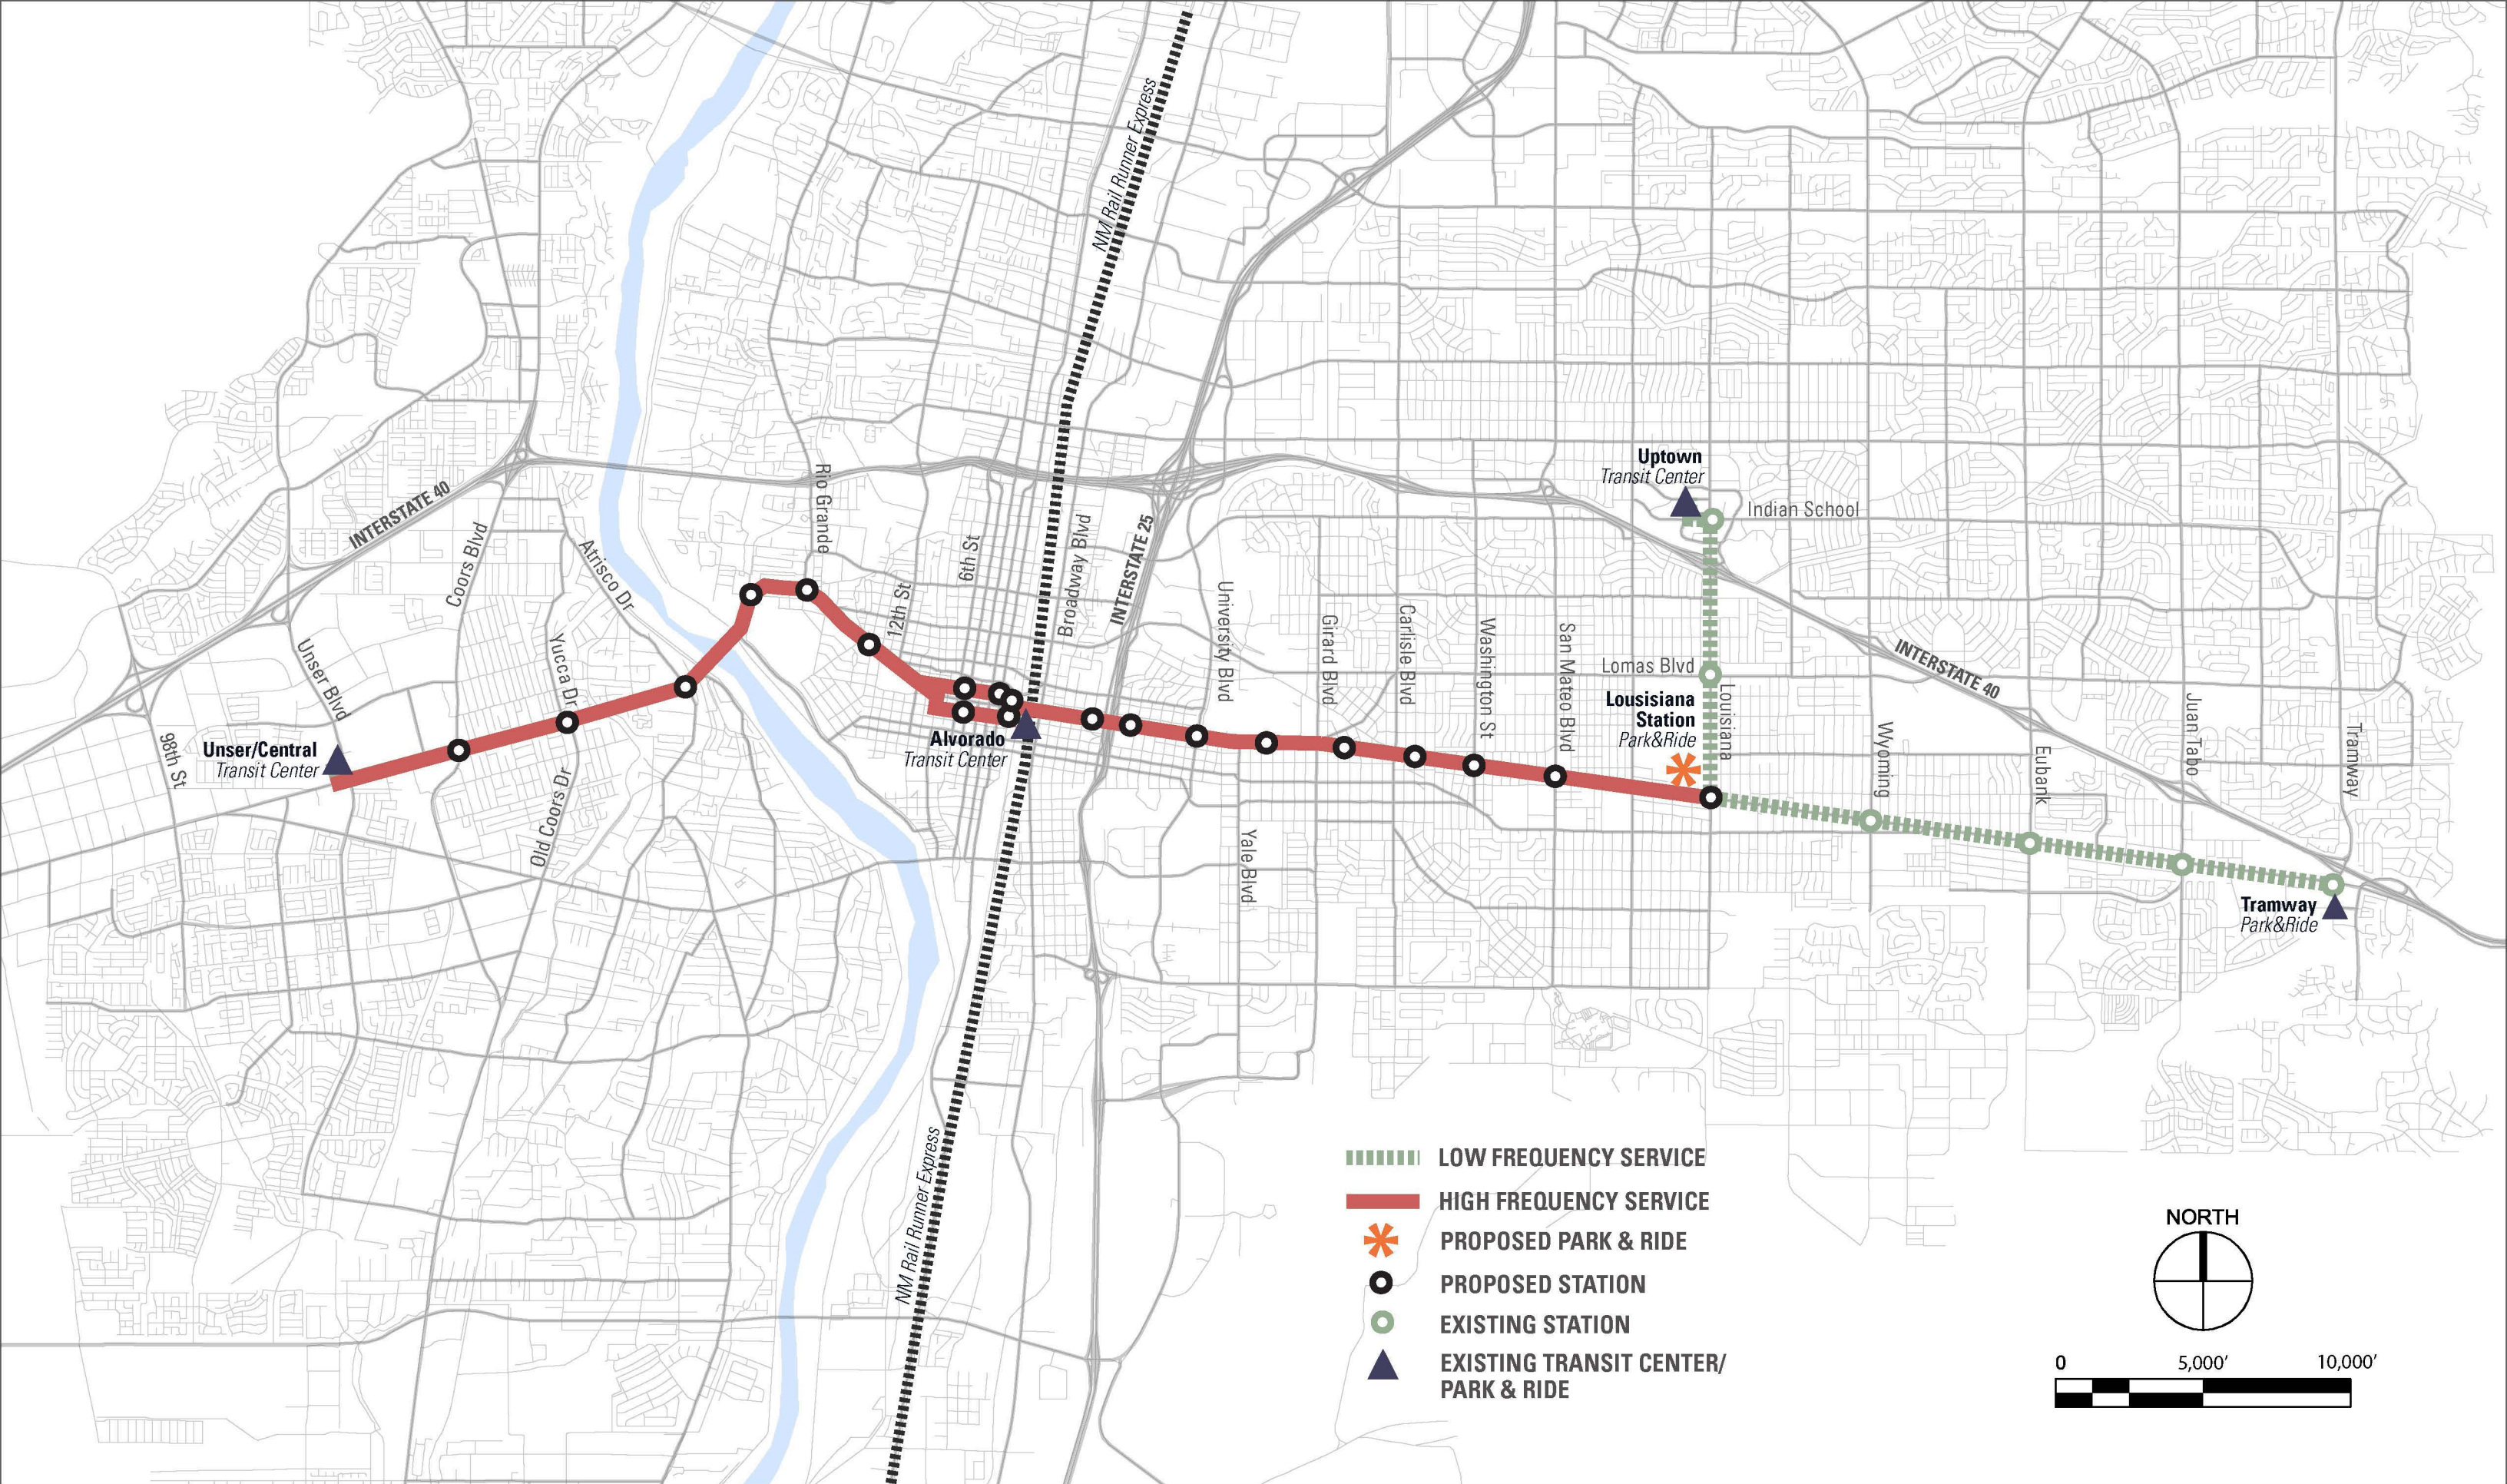 NM Rail Runner Express
INTERSTATE 40
Coors Blvd
Atrisco Dr
Rio Grande
12th St
6th St
Broadway Blvd
INTERSTATE 25
University Blvd
Girard Blvd
Carlisle Blvd
Washington St
San Mateo Blvd
Uptown
Transit Center
Indian School
Lomas Blvd
Lousisiana
Station
Park&Ride
Louisiana
INTERSTATE 40
Wyoming
Eubank
Juan Tabo
Tramway
Unser Blvd
Yucca Dr
98th St
Unser/Central
Transit Center
Old Coors Dr
Alvorado
Transit Center
Yale Blvd
Tramway
Park&Ride
NM Rail Runner Express
LOW FREQUENCY SERVICE
HIGH FREQUENCY SERVICE
PROPOSED PARK & RIDE
PROPOSED STATION
EXISTING STATION
EXISTING TRANSIT CENTER/
PARK & RIDE
NORTH
0 5,000’ 10,000’